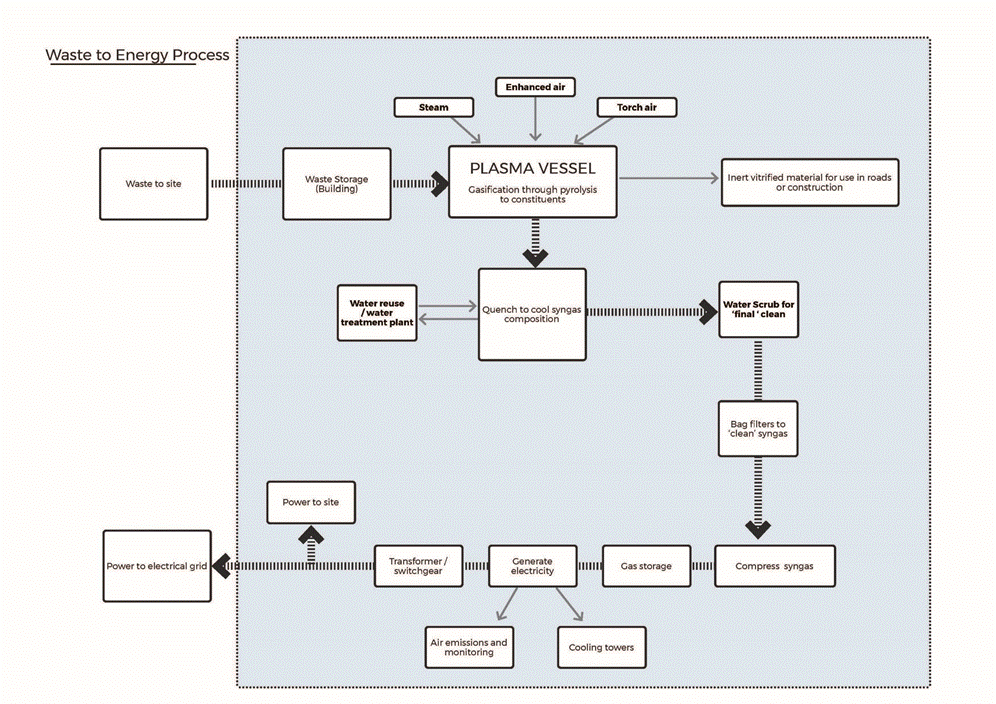 Waste to Energy Process
Enhanced air
Steam
Torch air
Waste to site
Waste Storage
(Building)
PLASMA VESSEL
Gasification through pyrolysis
to constituents
Inert vitrified material for use in roads
or construction
Water reuse
/ water
treatment plant
Quench to cool syngas
composition
Water Scrub for
‘final ‘ clean
Bag filters to
‘clean’ syngas
Power to site
Power to electrical grid
Transformer /
switchgear
Generate
electricity
Gas storage
Compress syngas
Air emissions and
monitoring
Cooling towers